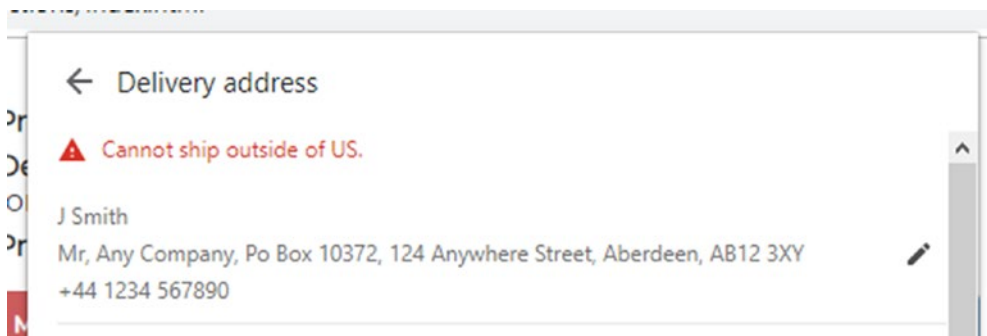 Delivery address
Cannot ship outside of US.
J Smith
Mr, Any Company, Po Box 10372, 124 Anywhere Street, Aberdeen, AB12 3XY
+44 1234 567890